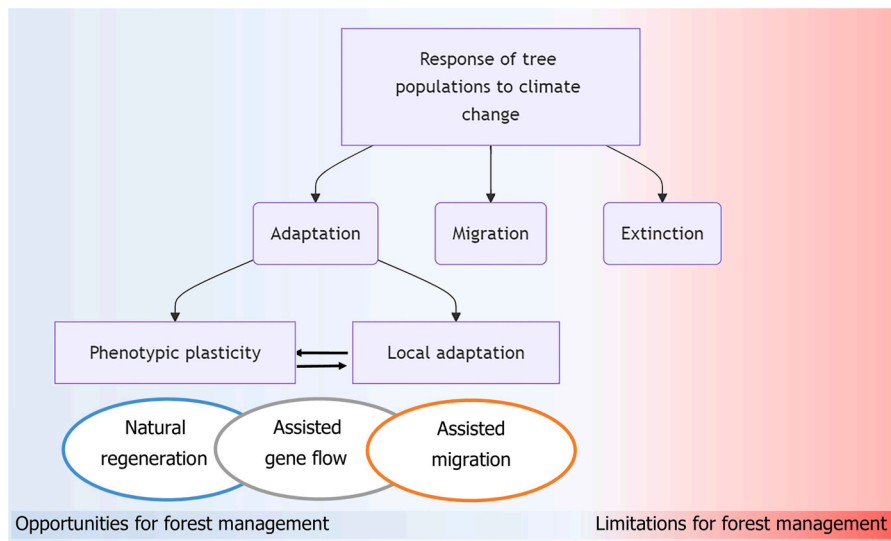 Response of tree
populations to climate
change
Adaptation
Migration
Extinction
Phenotypic plasticity
Local adaptation
Natural
regeneration
Assisted
gene flow
Assisted
migration
Opportunities for forest management
Limitations for forest management